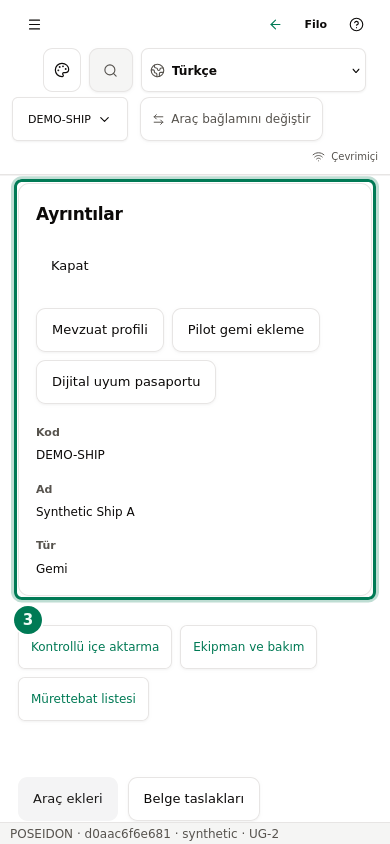 Filo
Türkçe
DEMO-SHIP
Araç bağlamını değiştir
Çevrimiçi
Ayrıntılar
Kapat
Mevzuat profili
Pilot gemi ekleme
Dijital uyum pasaportu
Kod
DEMO-SHIP
Ad
Synthetic Ship A
Tür
Gemi
3
Kontrollü içe aktarma
Ekipman ve bakım
Mürettebat listesi
Araç ekleri
Belge taslakları
POSEIDON · d0aac6f6e681 · synthetic · UG-2